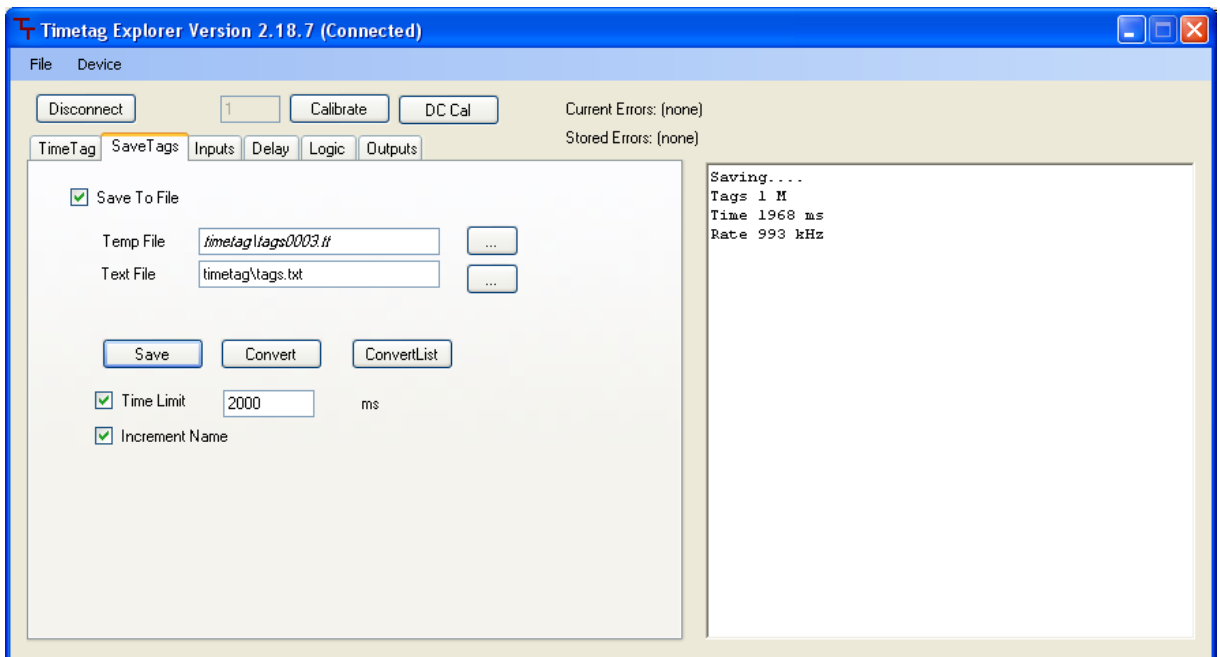 Timetag Explorer Version 2.18.7 (Connected)
File Device
Disconnect 1 Calibrate DC Cal Current Errors: (none)
Stored Errors: (none)
TimeTag SaveTags Inputs Delay Logic Outputs
Save To File
Temp File timetag\tags0003.tt ...
Text File timetag\tags.txt ...
Save Convert ConvertList
Time Limit 2000 ms
Increment Name
Saving....
Tags 1 M
Time 1968 ms
Rate 993 kHz